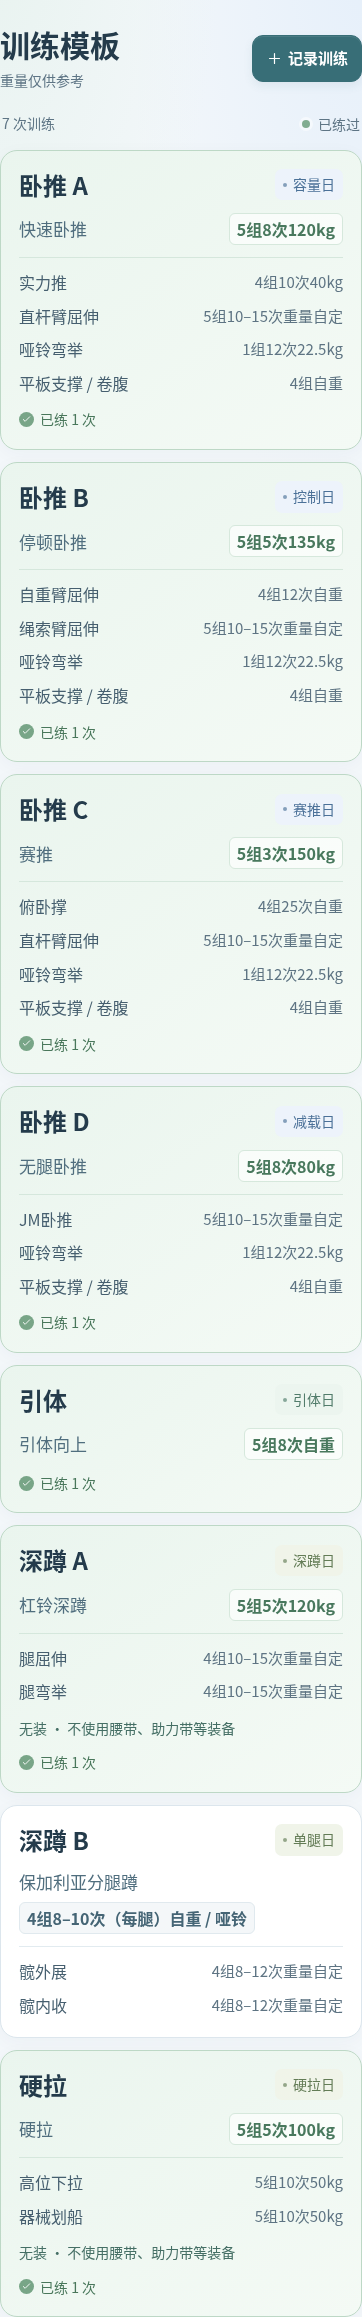 训练模板
重量仅供参考
＋ 记录训练
7 次训练
已练过
卧推 A
容量日
快速卧推
5组8次120kg
实力推
4组10次40kg
直杆臂屈伸
5组10–15次重量自定
哑铃弯举
1组12次22.5kg
平板支撑 / 卷腹
4组自重
已练 1 次
卧推 B
控制日
停顿卧推
5组5次135kg
自重臂屈伸
4组12次自重
绳索臂屈伸
5组10–15次重量自定
哑铃弯举
1组12次22.5kg
平板支撑 / 卷腹
4组自重
已练 1 次
卧推 C
赛推日
赛推
5组3次150kg
俯卧撑
4组25次自重
直杆臂屈伸
5组10–15次重量自定
哑铃弯举
1组12次22.5kg
平板支撑 / 卷腹
4组自重
已练 1 次
卧推 D
减载日
无腿卧推
5组8次80kg
JM卧推
5组10–15次重量自定
哑铃弯举
1组12次22.5kg
平板支撑 / 卷腹
4组自重
已练 1 次
引体
引体日
引体向上
5组8次自重
已练 1 次
深蹲 A
深蹲日
杠铃深蹲
5组5次120kg
腿屈伸
4组10–15次重量自定
腿弯举
4组10–15次重量自定
无装 · 不使用腰带、助力带等装备
已练 1 次
深蹲 B
单腿日
保加利亚分腿蹲
4组8–10次（每腿）自重 / 哑铃
髋外展
4组8–12次重量自定
髋内收
4组8–12次重量自定
硬拉
硬拉日
硬拉
5组5次100kg
高位下拉
5组10次50kg
器械划船
5组10次50kg
无装 · 不使用腰带、助力带等装备
已练 1 次